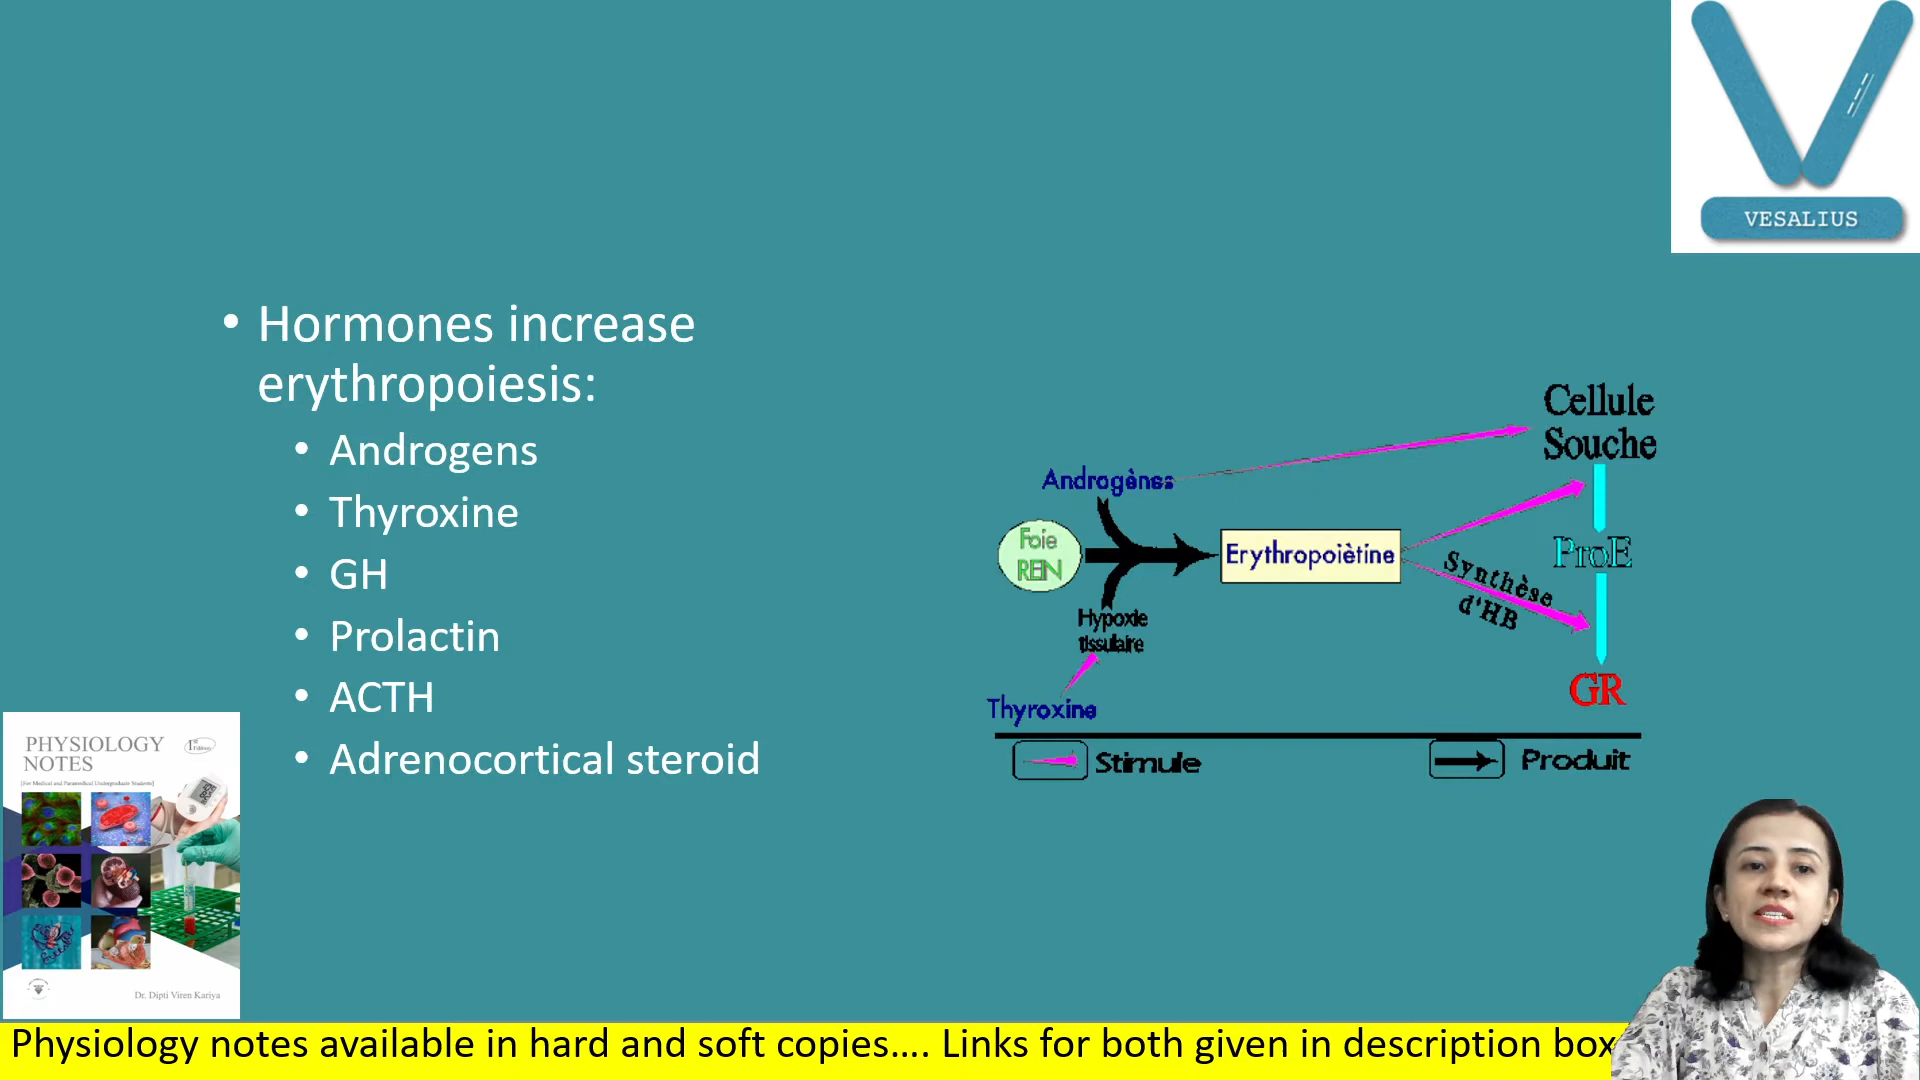 VESALIUS
• Hormones increase
erythropoiesis:
• Androgens
• Thyroxine
• GH
• Prolactin
• ACTH
• Adrenocortical steroid
Cellule
Souche
Androgènes
Foie
REIN
Erythropoiètine
ProE
Synthèse
d'HB
Hypoxie
tissulaire
GR
Thyroxine
Stimule
Produit
PHYSIOLOGY
NOTES
1st
Edition
[For Medical and Paramedical Undergraduate Students]
Dr. Dipti Viren Kariya
Physiology notes available in hard and soft copies.... Links for both given in description box